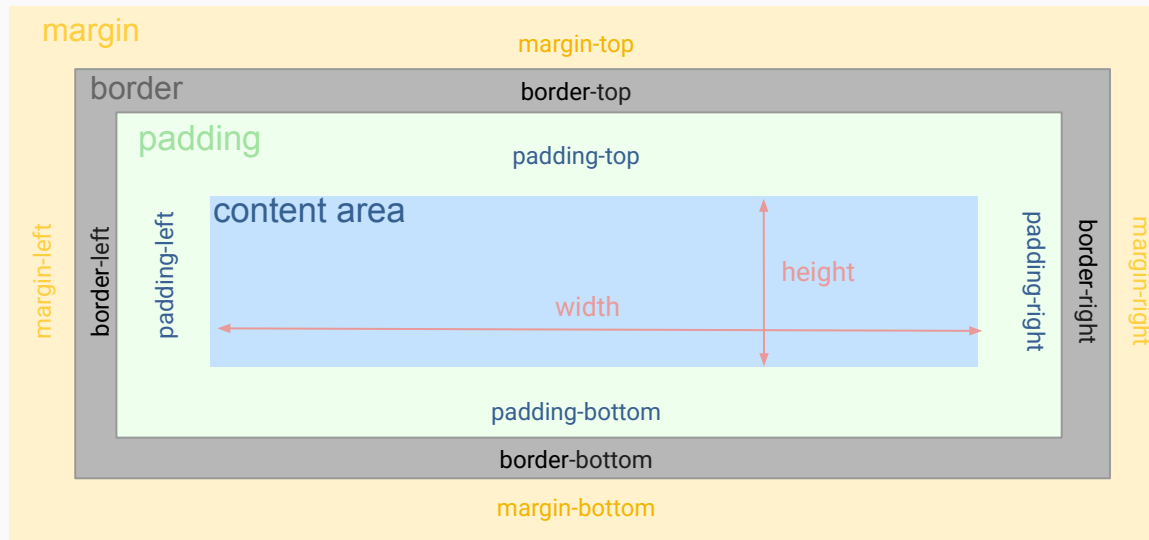 margin
margin-top
border
border-top
padding
padding-top
content area
margin-left
border-left
padding-left
height
width
padding-right
border-right
margin-right
padding-bottom
border-bottom
margin-bottom